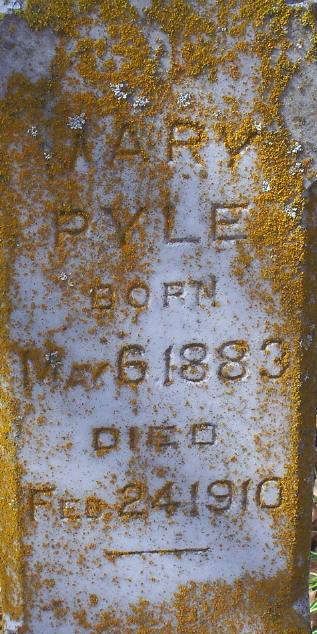 MARY
PYLE
BORN
MAY 6 1883
DIED
FEB. 24 1910